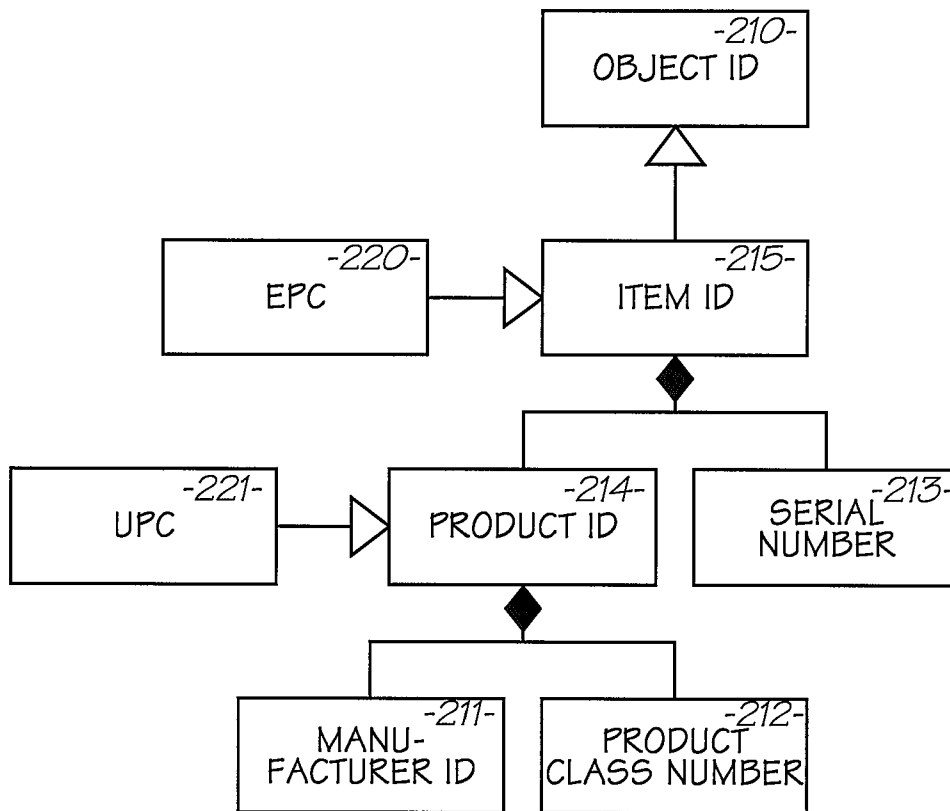 -210-
OBJECT ID
-220-
EPC
-215-
ITEM ID
-221-
UPC
-214-
PRODUCT ID
-213-
SERIAL
NUMBER
-211-
MANU-
FACTURER ID
-212-
PRODUCT
CLASS NUMBER